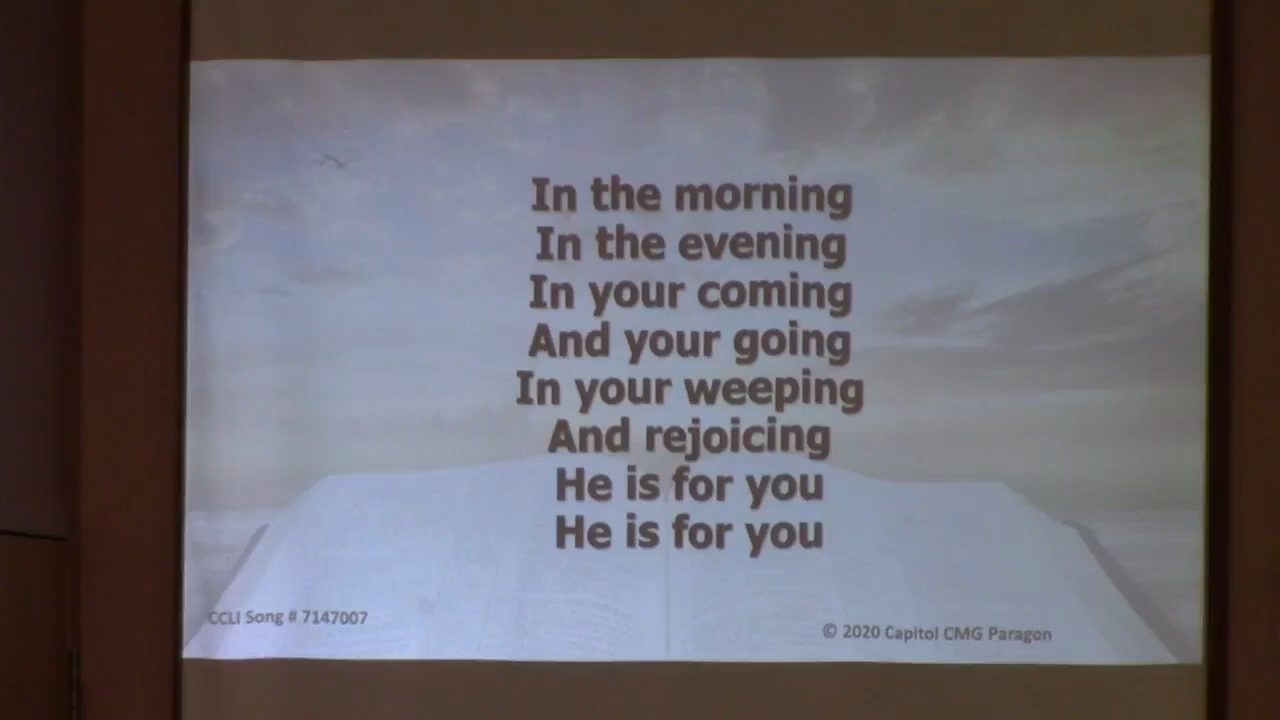 In the morning
In the evening
In your coming
And your going
In your weeping
And rejoicing
He is for you
He is for you
CCLI Song # 7147007
© 2020 Capitol CMG Paragon